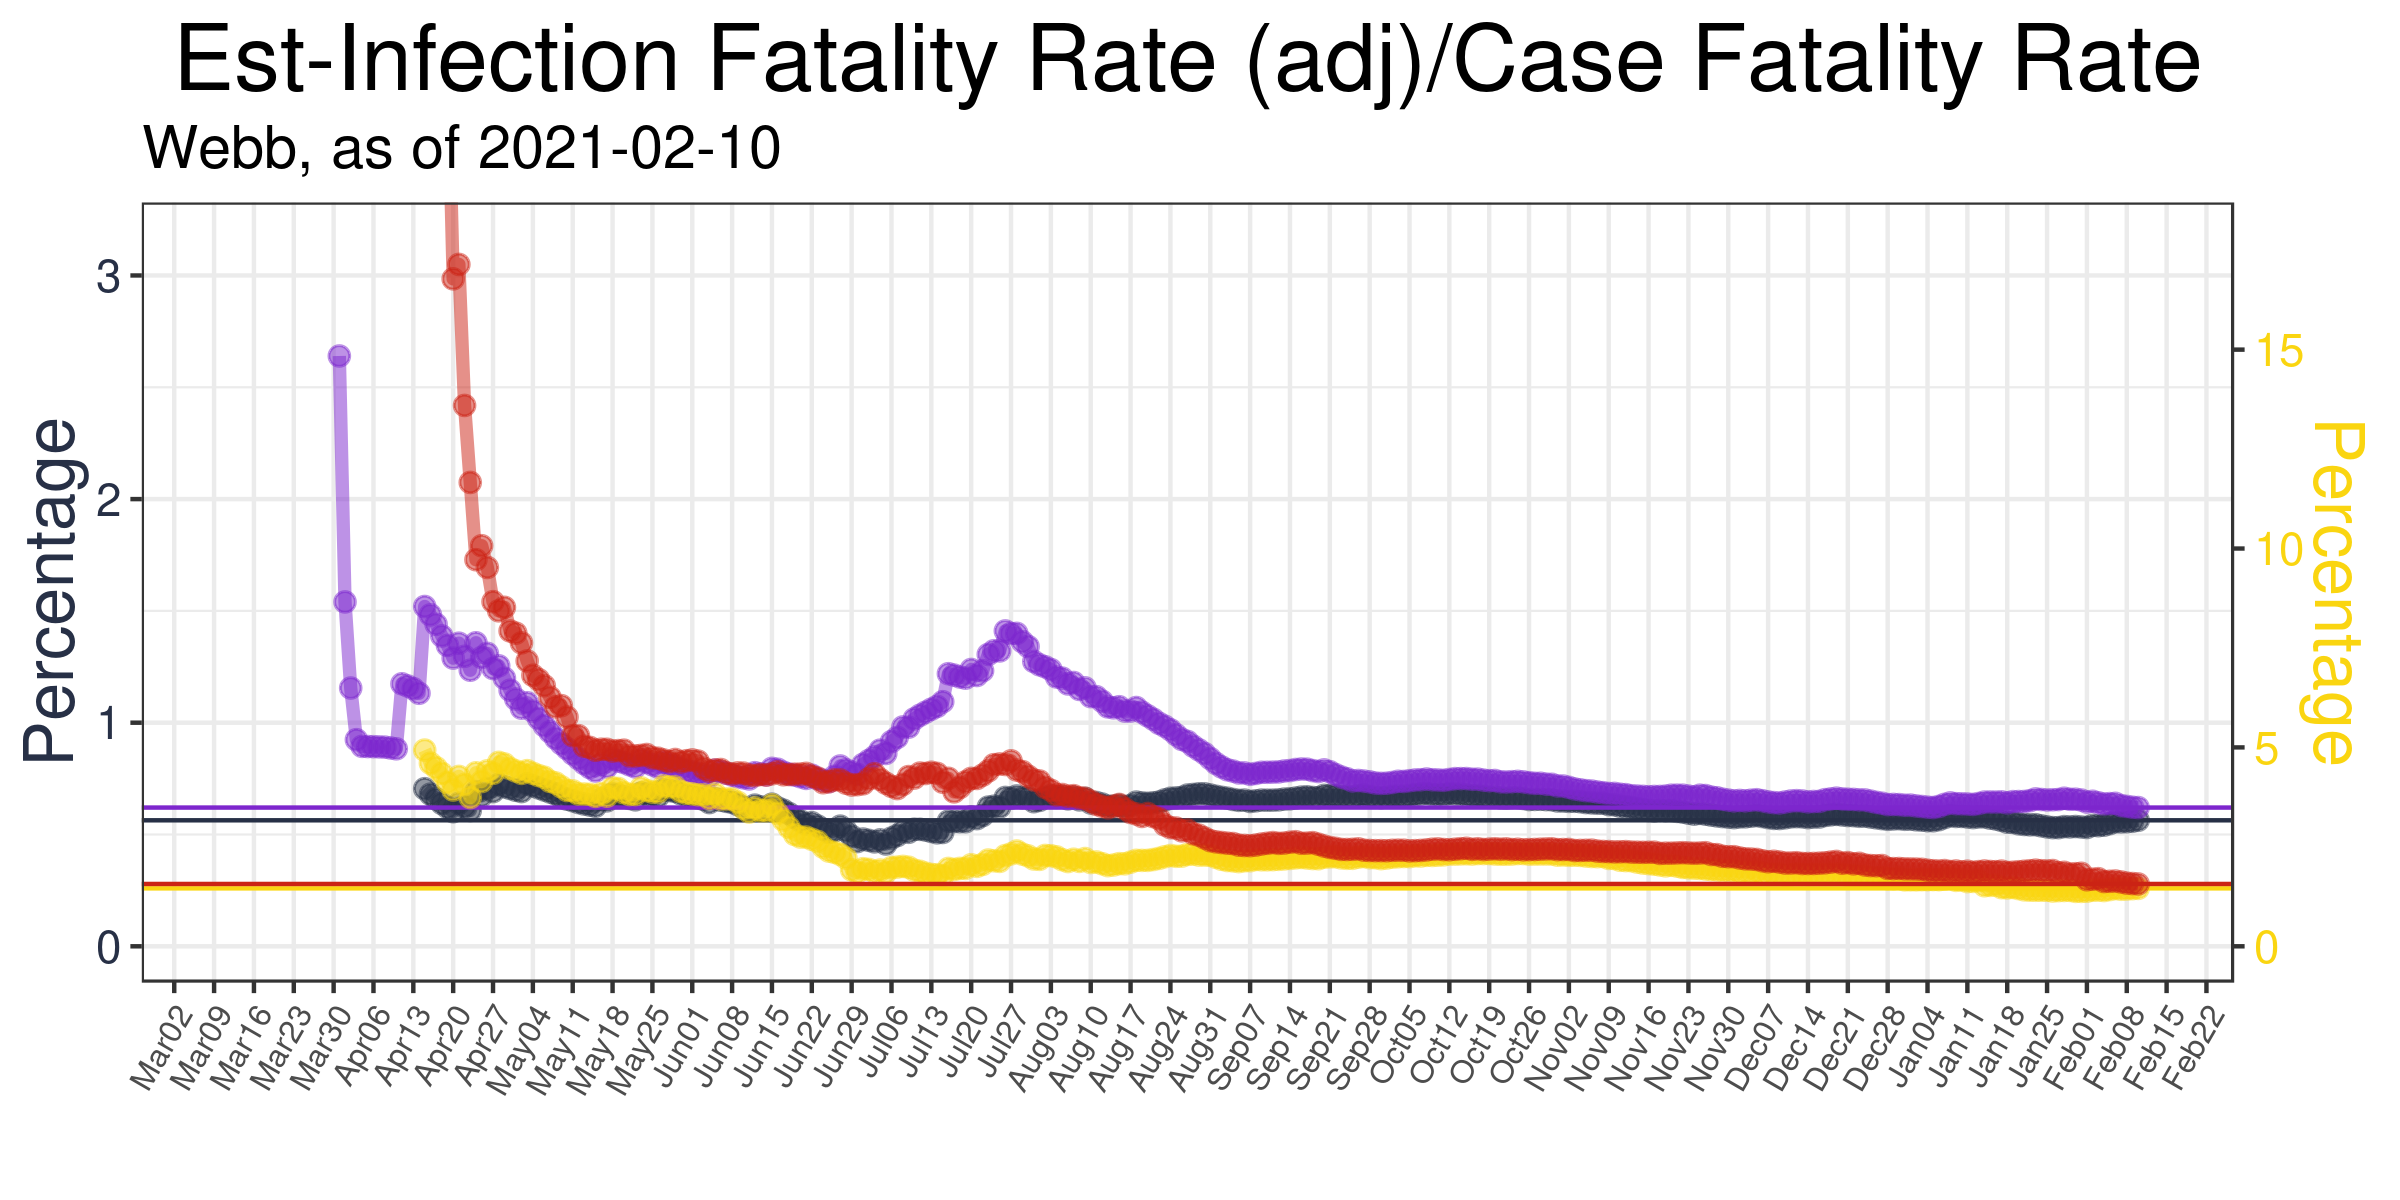 Est-Infection Fatality Rate (adj)/Case Fatality Rate
Webb, as of 2021-02-10
Percentage
3
2
1
0
15
10
5
0
Percentage
Mar02
Mar09
Mar16
Mar23
Mar30
Apr06
Apr13
Apr20
Apr27
May04
May11
May18
May25
Jun01
Jun08
Jun15
Jun22
Jun29
Jul06
Jul13
Jul20
Jul27
Aug03
Aug10
Aug17
Aug24
Aug31
Sep07
Sep14
Sep21
Sep28
Oct05
Oct12
Oct19
Oct26
Nov02
Nov09
Nov16
Nov23
Nov30
Dec07
Dec14
Dec21
Dec28
Jan04
Jan11
Jan18
Jan25
Feb01
Feb08
Feb15
Feb22